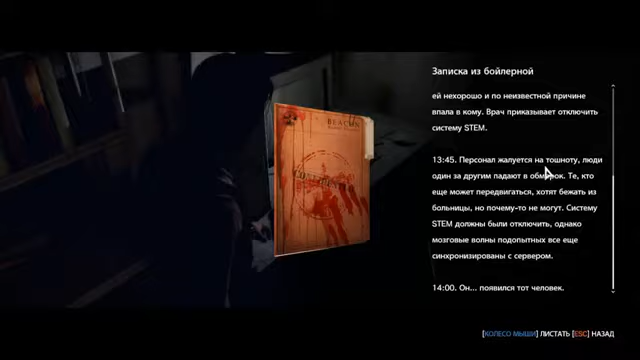 Записка из бойлерной
ей нехорошо и по неизвестной причине
впала в кому. Врач приказывает отключить
систему STEM.
13:45. Персонал жалуется на тошноту, люди
один за другим падают в обморок. Те, кто
еще может передвигаться, хотят бежать из
больницы, но почему-то не могут. Систему
STEM должны были отключить, однако
мозговые волны подопытных все еще
синхронизированы с сервером.
14:00. Он... появился тот человек.
BEACON
CONFIDENTIAL
[КОЛЕСО МЫШИ] ЛИСТАТЬ [ESC] НАЗАД